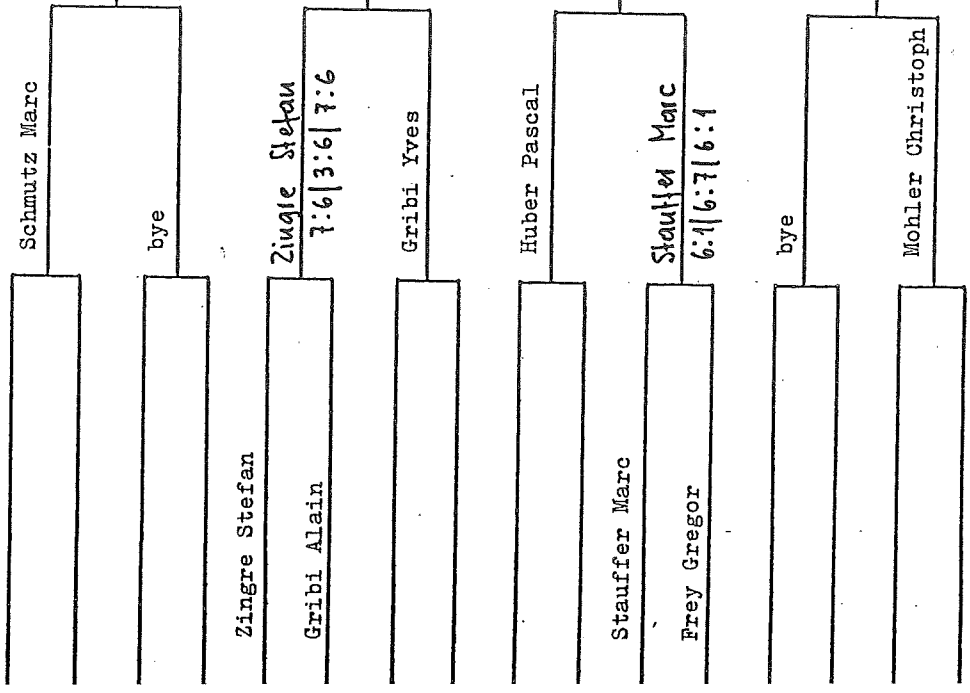 Schmutz Marc
bye
Zingre Stefan
Gribi Alain
Zingre Stefan
7:6|3:6|7:6
Gribi Yves
Huber Pascal
Stauffer Marc
Frey Gregor
Stauffer Marc
6:1|6:7|6:1
bye
Mohler Christoph